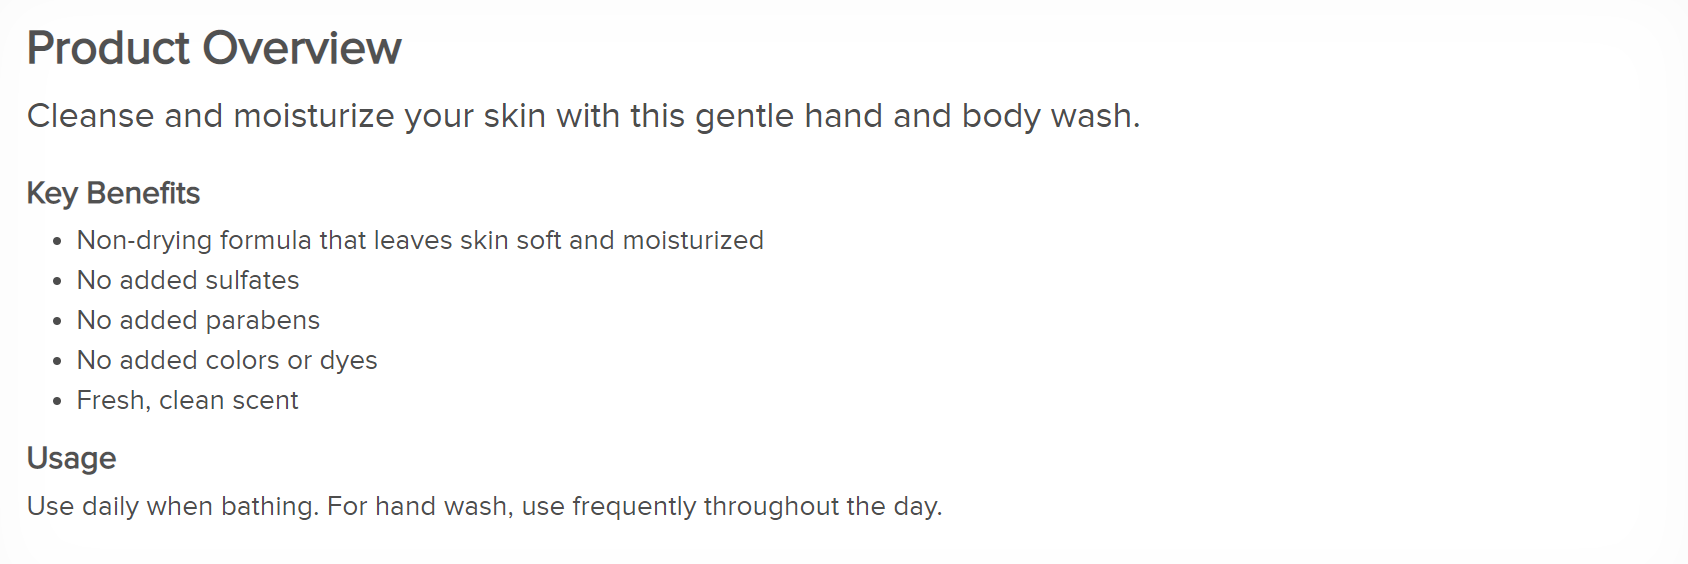 Product Overview
Cleanse and moisturize your skin with this gentle hand and body wash.
Key Benefits
• Non-drying formula that leaves skin soft and moisturized
• No added sulfates
• No added parabens
• No added colors or dyes
• Fresh, clean scent
Usage
Use daily when bathing. For hand wash, use frequently throughout the day.